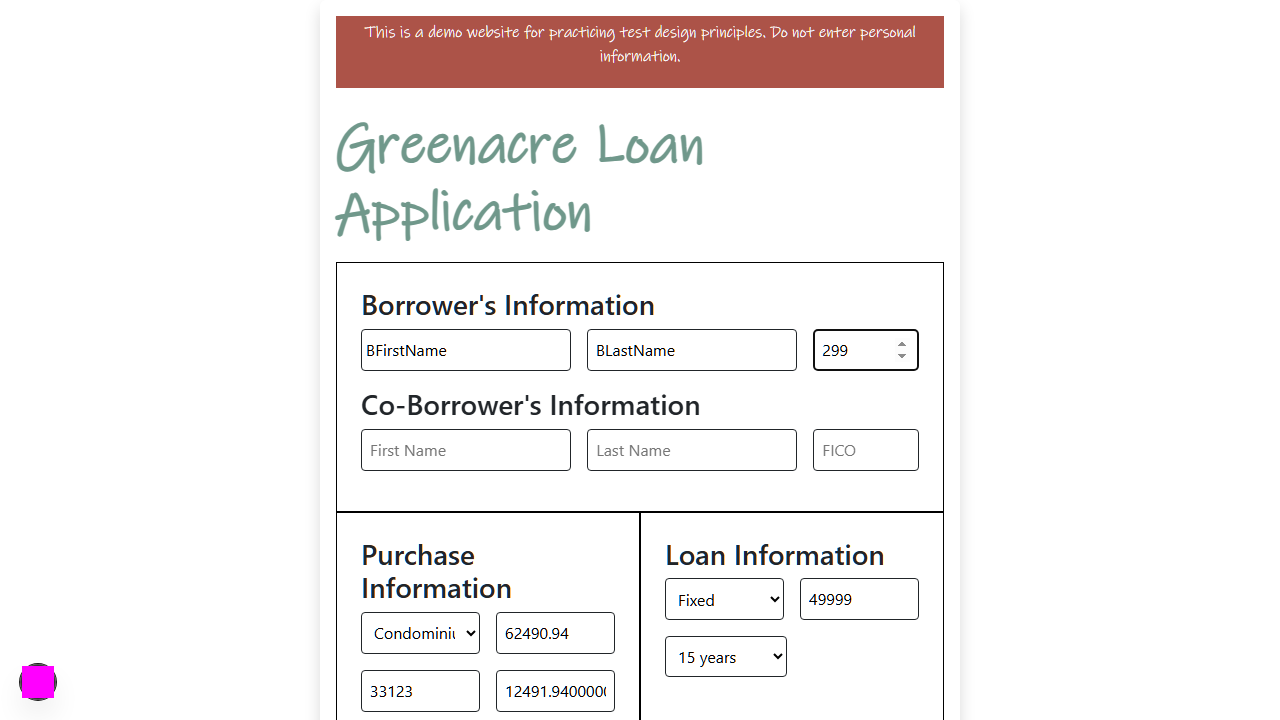 This is a demo website for practicing test design principles. Do not enter personal
information.
Greenacre Loan
Application
Borrower's Information
BFirstName
BLastName
299
Co-Borrower's Information
First Name
Last Name
FICO
Purchase
Information
Condominiu
62490.94
33123
12491.9400000
Loan Information
Fixed
49999
15 years